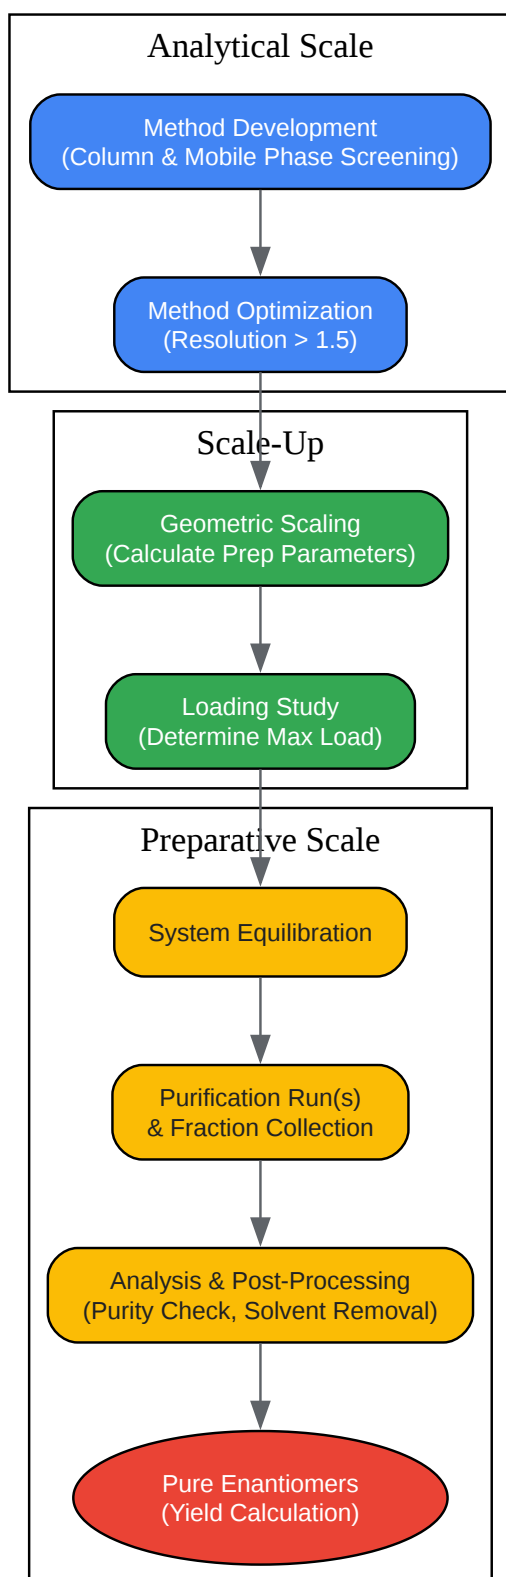 Analytical Scale
Method Development
(Column & Mobile Phase Screening)
Method Optimization
(Resolution > 1.5)
Scale-Up
Geometric Scaling
(Calculate Prep Parameters)
Loading Study
(Determine Max Load)
Preparative Scale
System Equilibration
Purification Run(s)
& Fraction Collection
Analysis & Post-Processing
(Purity Check, Solvent Removal)
Pure Enantiomers
(Yield Calculation)